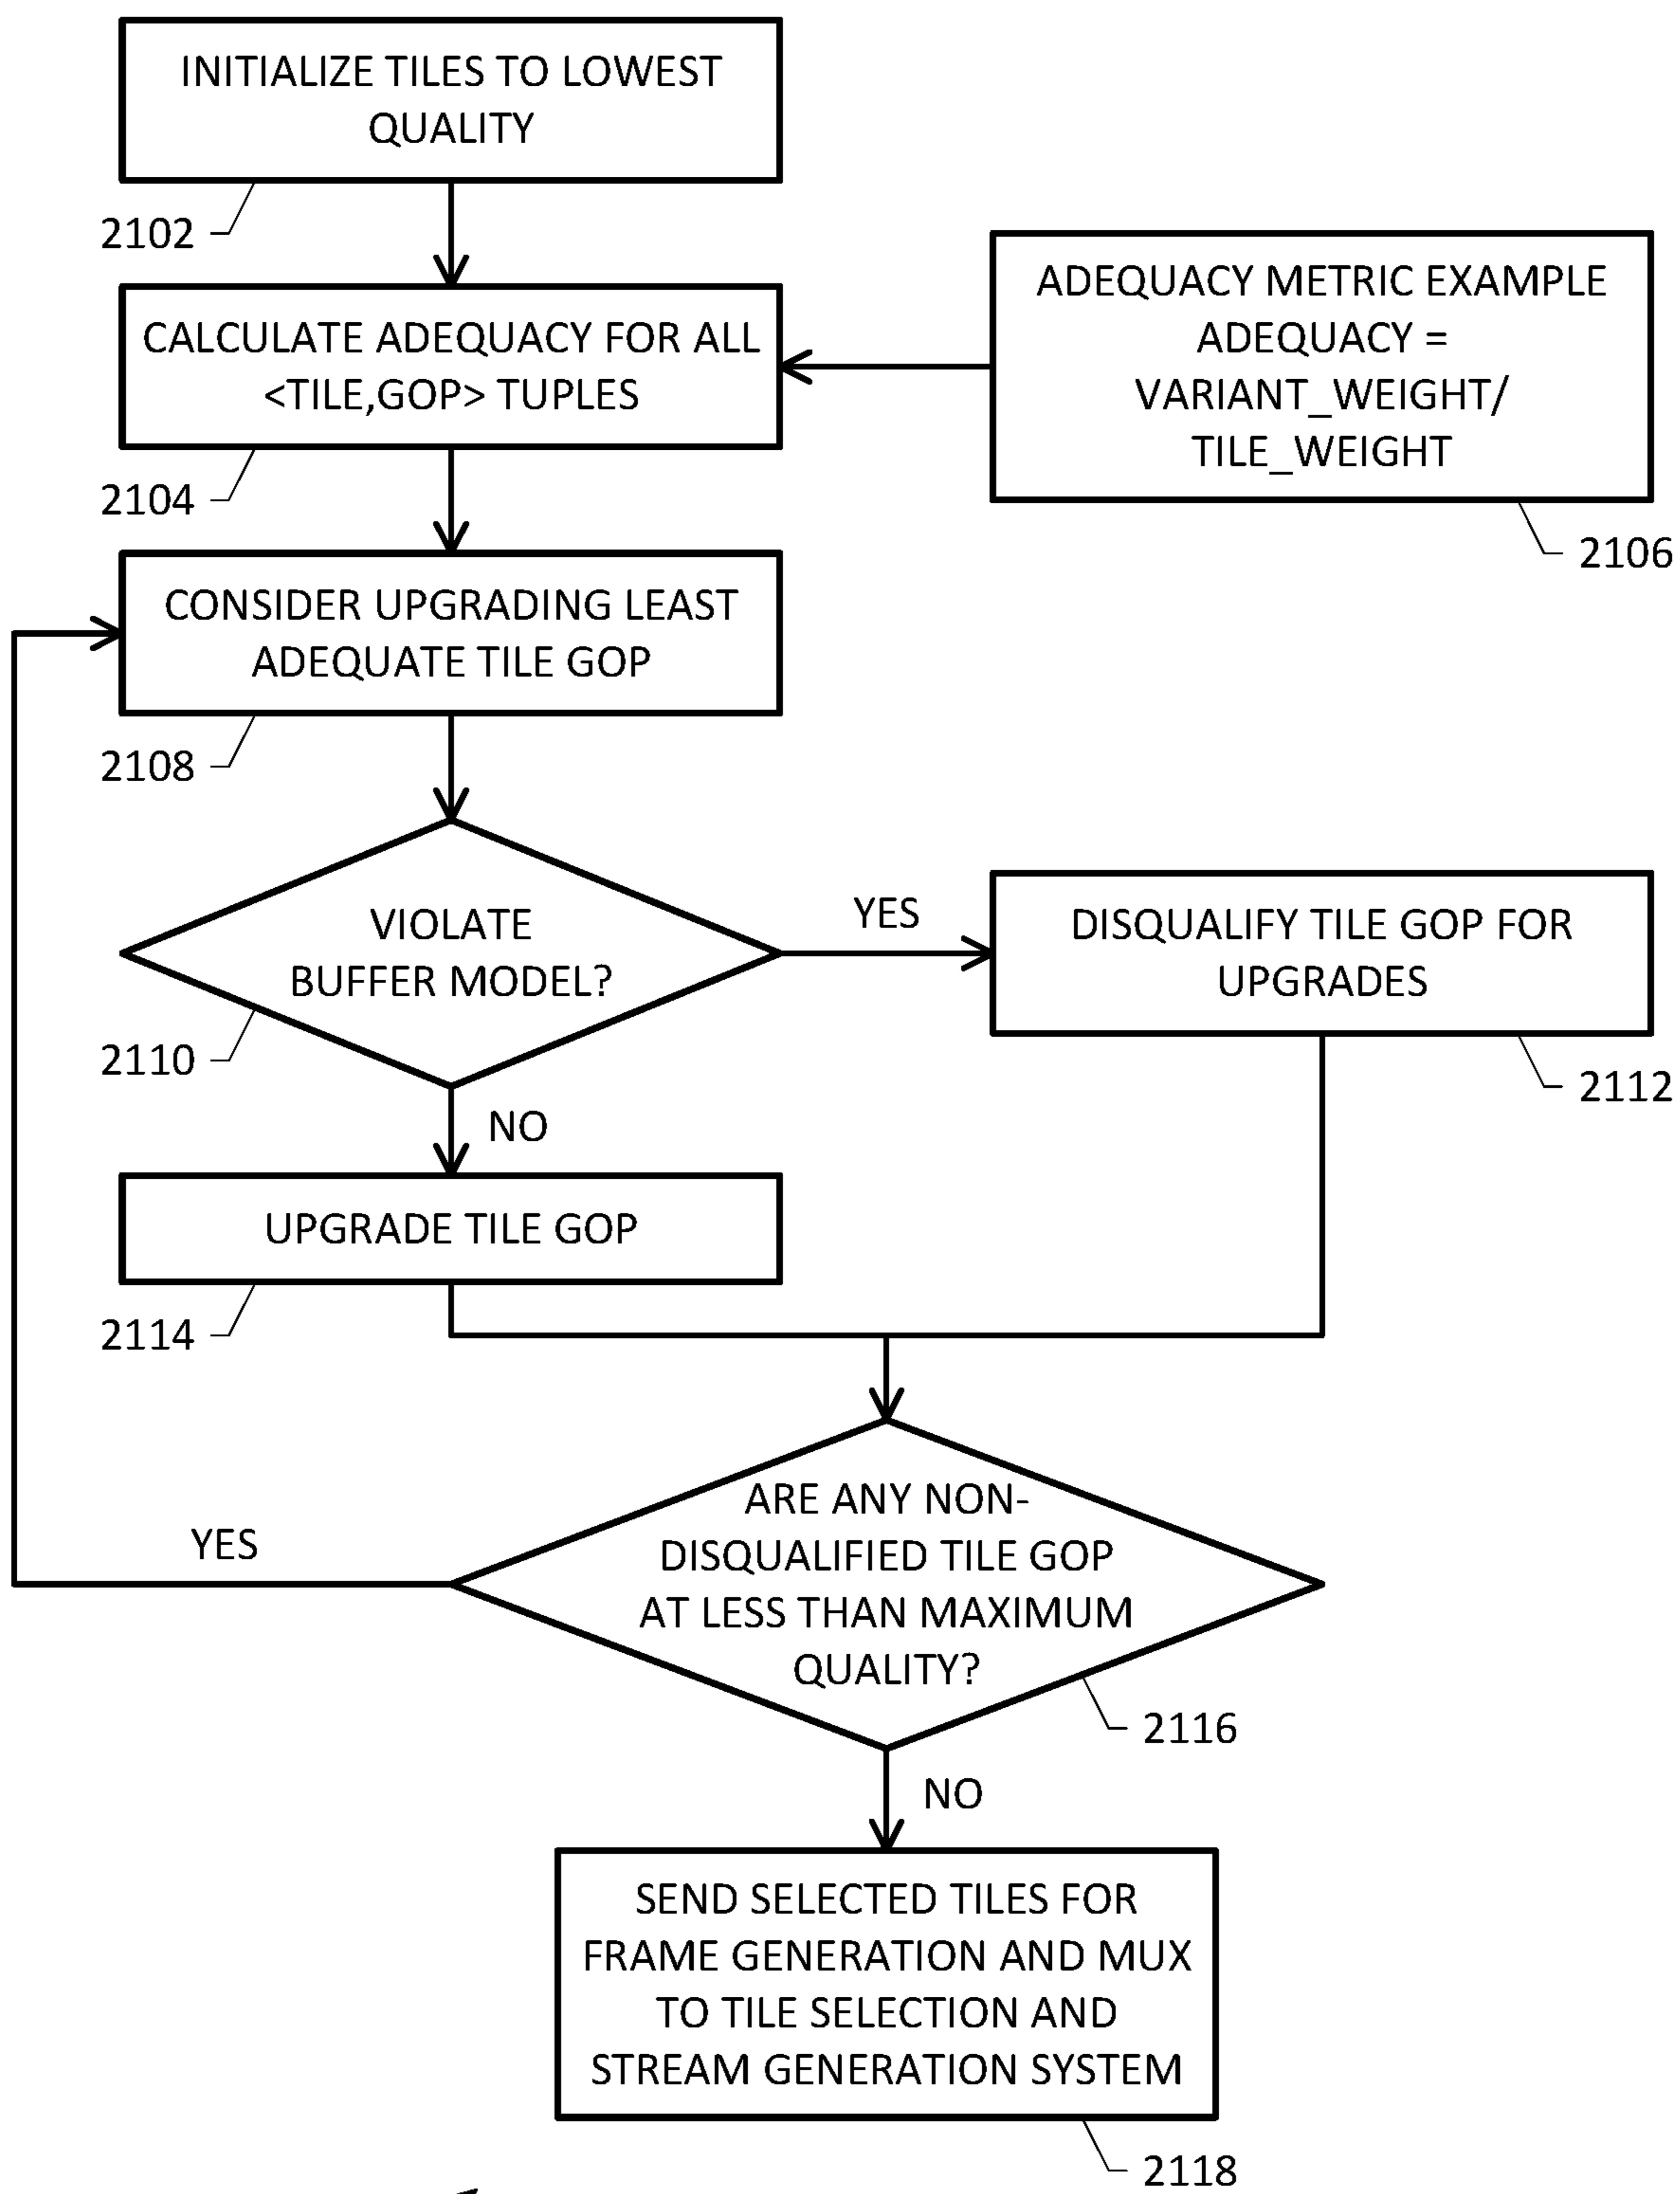 INITIALIZE TILES TO LOWEST
QUALITY
2102
CALCULATE ADEQUACY FOR ALL
<TILE,GOP> TUPLES
2104
ADEQUACY METRIC EXAMPLE
ADEQUACY =
VARIANT_WEIGHT/
TILE_WEIGHT
2106
CONSIDER UPGRADING LEAST
ADEQUATE TILE GOP
2108
VIOLATE
BUFFER MODEL?
2110
YES
DISQUALIFY TILE GOP FOR
UPGRADES
2112
NO
UPGRADE TILE GOP
2114
ARE ANY NON-
DISQUALIFIED TILE GOP
AT LESS THAN MAXIMUM
QUALITY?
2116
YES
NO
SEND SELECTED TILES FOR
FRAME GENERATION AND MUX
TO TILE SELECTION AND
STREAM GENERATION SYSTEM
2118